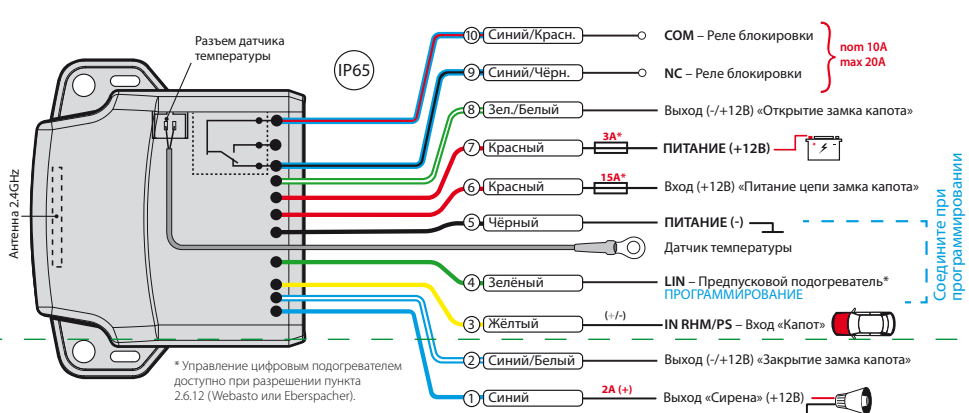 Разъем датчика
температуры
IP65
Антенна 2.4GHz
10 Синий/Красн. COM – Реле блокировки
9 Синий/Чёрн. NC – Реле блокировки
nom 10A
max 20A
8 Зел./Белый Выход (-/+12В) «Открытие замка капота»
7 Красный 3A* ПИТАНИЕ (+12В)
6 Красный 15A* Вход (+12В) «Питание цепи замка капота»
5 Чёрный ПИТАНИЕ (-)
Датчик температуры
4 Зелёный LIN – Предпусковой подогреватель*
ПРОГРАММИРОВАНИЕ
Соедините при
программировании
3 Жёлтый (+/-) IN RHM/PS – Вход «Капот»
2 Синий/Белый Выход (-/+12В) «Закрытие замка капота»
1 Синий 2A (+) Выход «Сирена» (+12В)
* Управление цифровым подогревателем
доступно при разрешении пункта
2.6.12 (Webasto или Eberspacher).